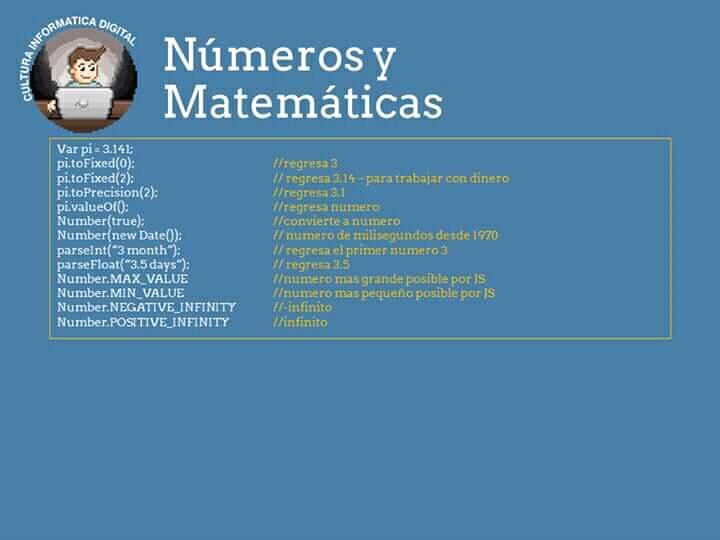 CULTURA INFORMATICA DIGITAL
Números y
Matemáticas
Var pi = 3.141;
pi.toFixed(0); //regresa 3
pi.toFixed(2); // regresa 3.14 – para trabajar con dinero
pi.toPrecision(2); //regresa 3.1
pi.valueOf(); //regresa numero
Number(true); //convierte a numero
Number(new Date()); // numero de milisegundos desde 1970
parseInt(“3 month”); // regresa el primer numero 3
parseFloat(“3.5 days”); // regresa 3.5
Number.MAX_VALUE //numero mas grande posible por JS
Number.MIN_VALUE //numero mas pequeño posible por JS
Number.NEGATIVE_INFINITY //-infinito
Number.POSITIVE_INFINITY //infinito